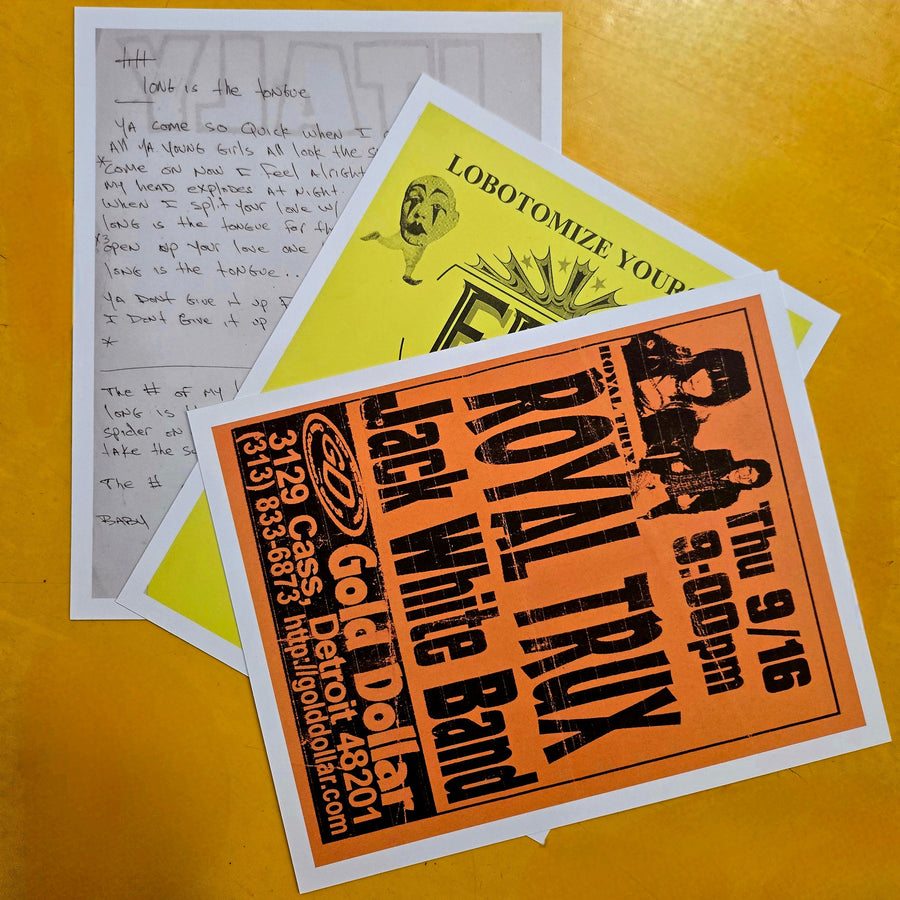 ITALY
LONG is the tongue
YA COME SO QUICK WHEN I
All YA YOUNG GIRLS All look the s
* COME ON NOW I FEEL AlRIGHT
MY HEAD EXPLODES AT NIGHT.
WHEN I SPLIT YOUR LOVE W/
LONG IS the tONGUE FOR th
x3 OPEN UP YOUR LOVE ONE
LONG IS the tONGUE...
YA DONT GIVE IT UP F
I DONT GIVE IT UP
*
The # OF MY
LONG IS
SPIDER ON
TAKE the
The #
BABY
LOBOTOMIZE YOURS
ROYAL TRUX
Thu 9/16
9:00pm
ROYAL TRUX
Jack White Band
GD
Gold Dollar
3129 Cass, Detroit 48201
(313) 833-6873 http://golddollar.com